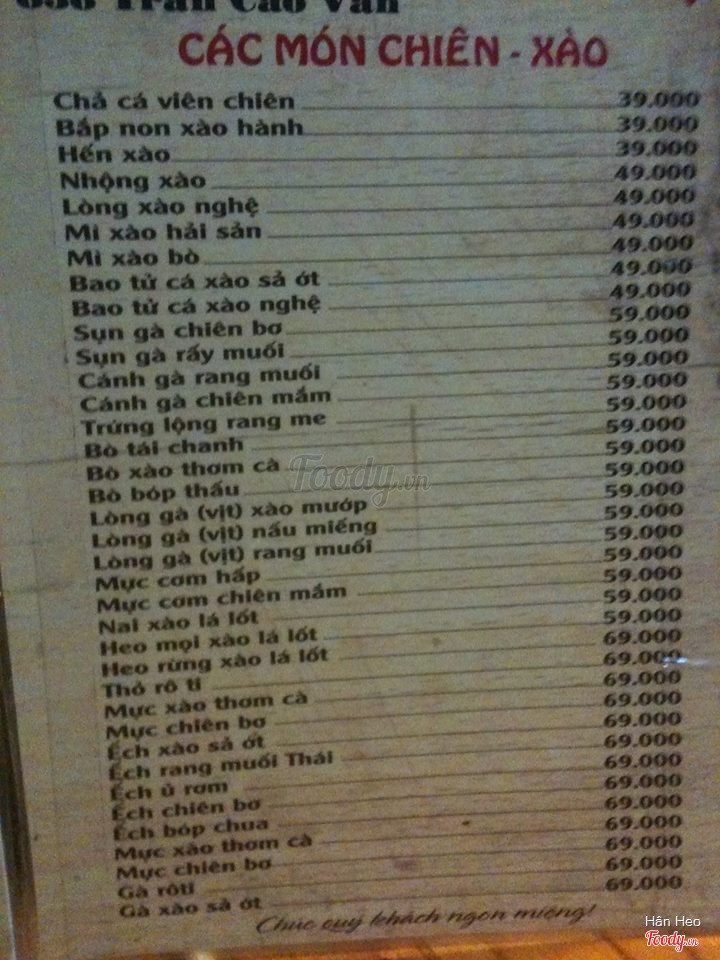 Trần Cao Vân
CÁC MÓN CHIÊN - XÀO
Chả cá viên chiên 39.000
Bắp non xào hành 39.000
Hến xào 39.000
Nhộng xào 49.000
Lòng xào nghệ 49.000
Mì xào hải sản 49.000
Mì xào bò 49.000
Bao tử cá xào sả ớt 49.000
Bao tử cá xào nghệ 49.000
Sụn gà chiên bơ 59.000
Sụn gà rấy muối 59.000
Cánh gà rang muối 59.000
Cánh gà chiên mắm 59.000
Trứng lộng rang me 59.000
Bò tái chanh 59.000
Bò xào thơm cà 59.000
Bò bóp thấu 59.000
Lòng gà (vịt) xào mướp 59.000
Lòng gà (vịt) nấu miếng 59.000
Lòng gà (vịt) rang muối 59.000
Mực cơm hấp 59.000
Mực cơm chiên mắm 59.000
Nai xào lá lốt 59.000
Heo mọi xào lá lốt 59.000
Heo rừng xào lá lốt 69.000
Thỏ rô ti 69.000
Mực xào thơm cà 69.000
Mực chiên bơ 69.000
Ếch xào sả ớt 69.000
Ếch rang muối Thái 69.000
Ếch ủ rơm 69.000
Ếch chiên bơ 69.000
Ếch bóp chua 69.000
Mực xào thơm cà 69.000
Mực chiên bơ 69.000
Gà rôti 69.000
Gà xào sả ớt 69.000
Chúc quý khách ngon miệng!
Foody.vn
Hân Heo
Foody.vn